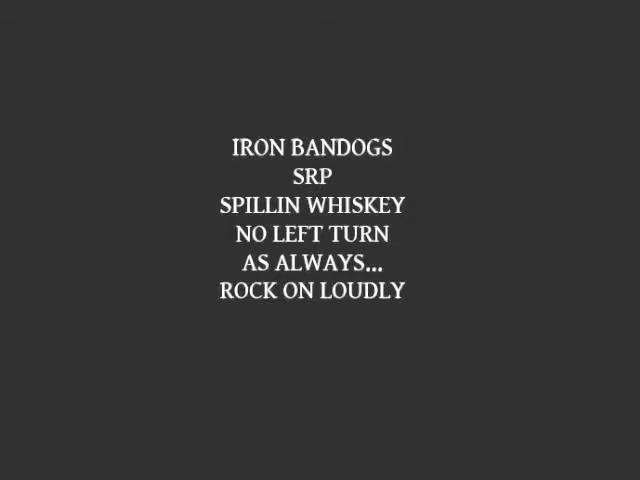 IRON BANDOGS
SRP
SPILLIN WHISKEY
NO LEFT TURN
AS ALWAYS...
ROCK ON LOUDLY